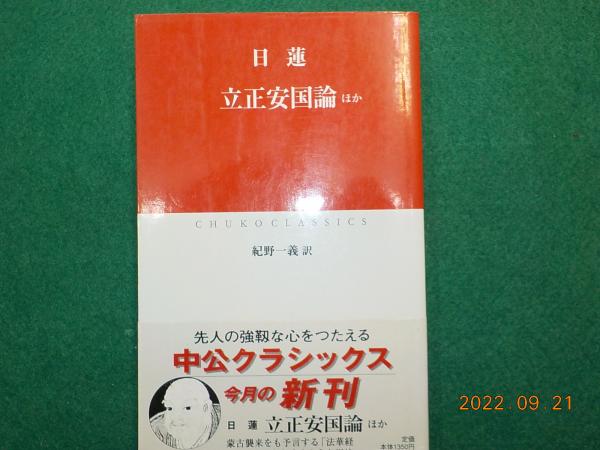 日蓮
立正安国論 ほか
CHUKOCLASSICS
紀野一義 訳
先人の強靱な心をつたえる
中公クラシックス
今月の新刊
日蓮 立正安国論 ほか
蒙古襲来をも予言する「法華経
定価
本体1350円
2022.09.21